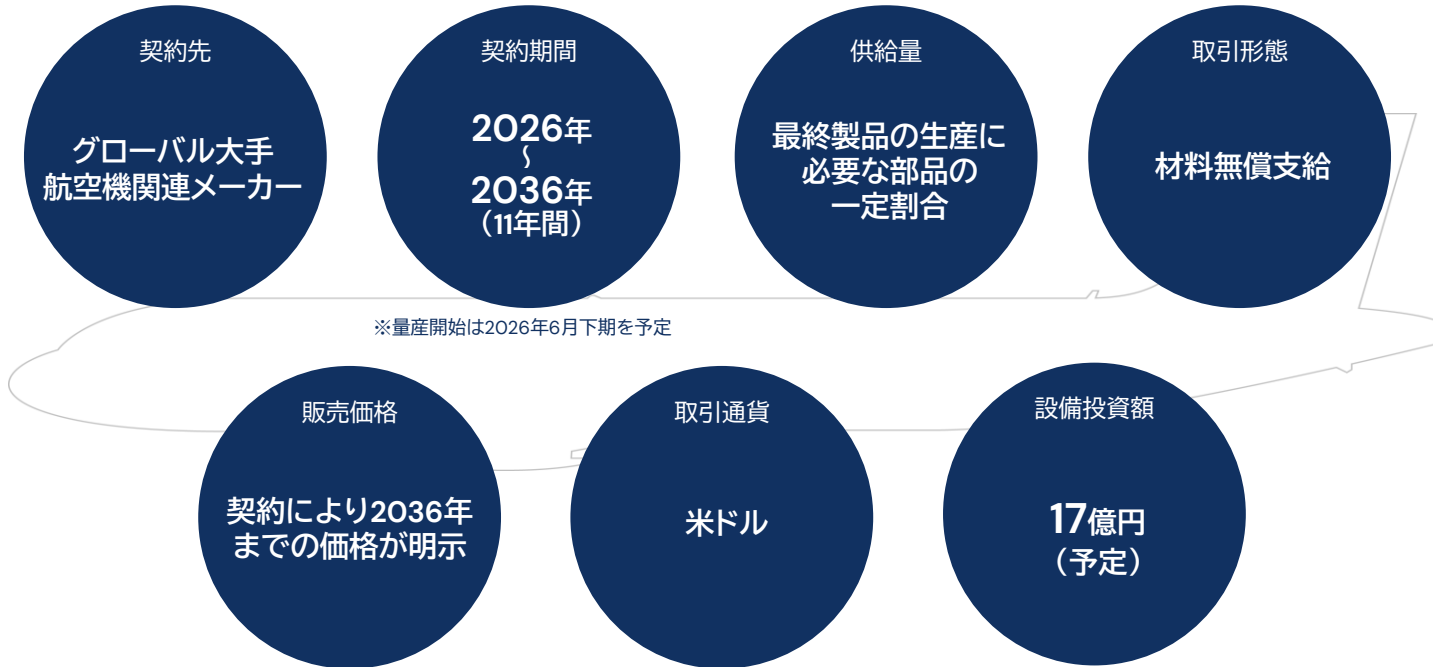 契約先
グローバル大手
航空機関連メーカー
契約期間
2026年
〜
2036年
（11年間）
供給量
最終製品の生産に
必要な部品の
一定割合
取引形態
材料無償支給
※量産開始は2026年6月下期を予定
販売価格
契約により2036年
までの価格が明示
取引通貨
米ドル
設備投資額
17億円
（予定）